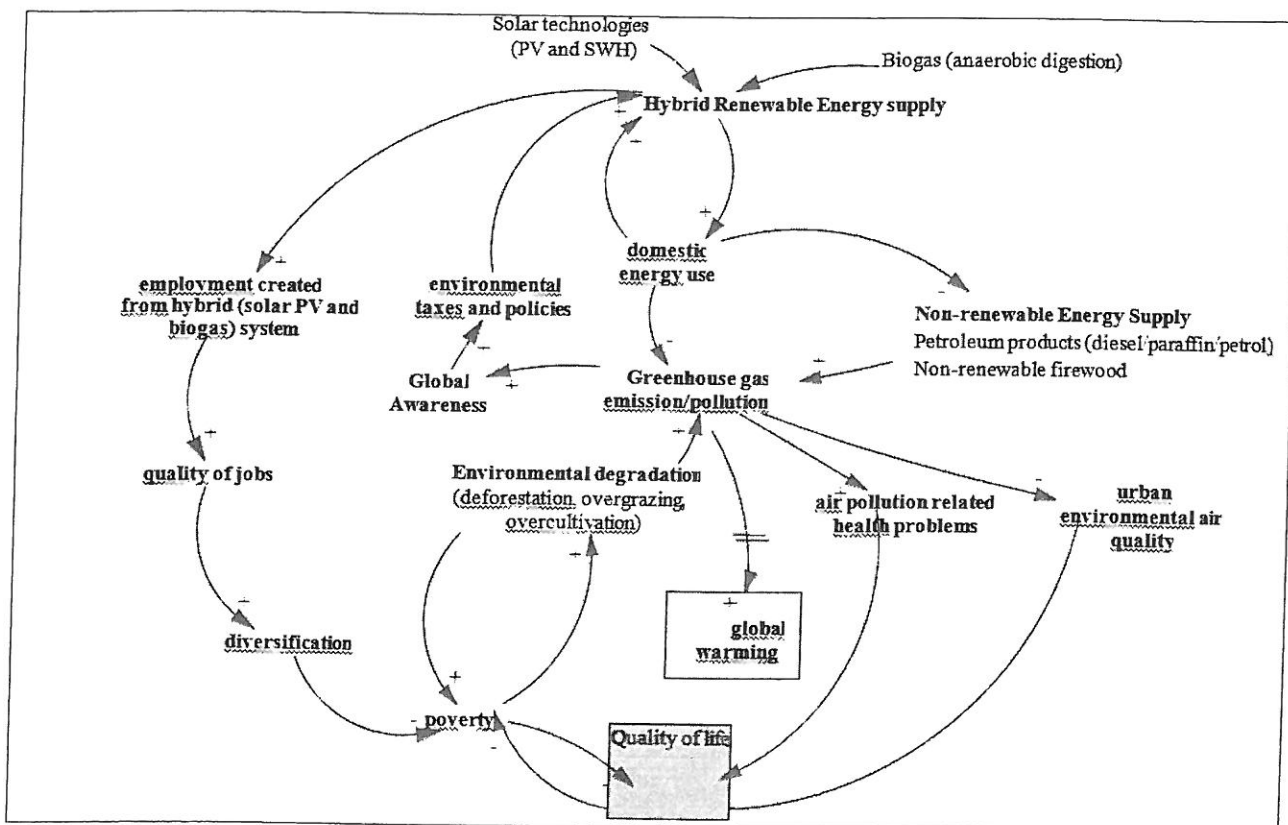 Solar technologies
(PV and SWH)
Biogas (anaerobic digestion)
Hybrid Renewable Energy supply
+
+
+
domestic
energy use
+
employment created
from hybrid (solar PV and
biogas) system
environmental
taxes and policies
-
Non-renewable Energy Supply
Petroleum products (diesel/paraffin/petrol)
Non-renewable firewood
-
+
+
Global
Awareness
+
Greenhouse gas
emission/pollution
+
+
quality of jobs
Environmental degradation
(deforestation, overgrazing,
overcultivation)
+
+
air pollution related
health problems
-
urban
environmental air
quality
+
diversification
+
global
warming
+
- poverty
-
Quality of life
-